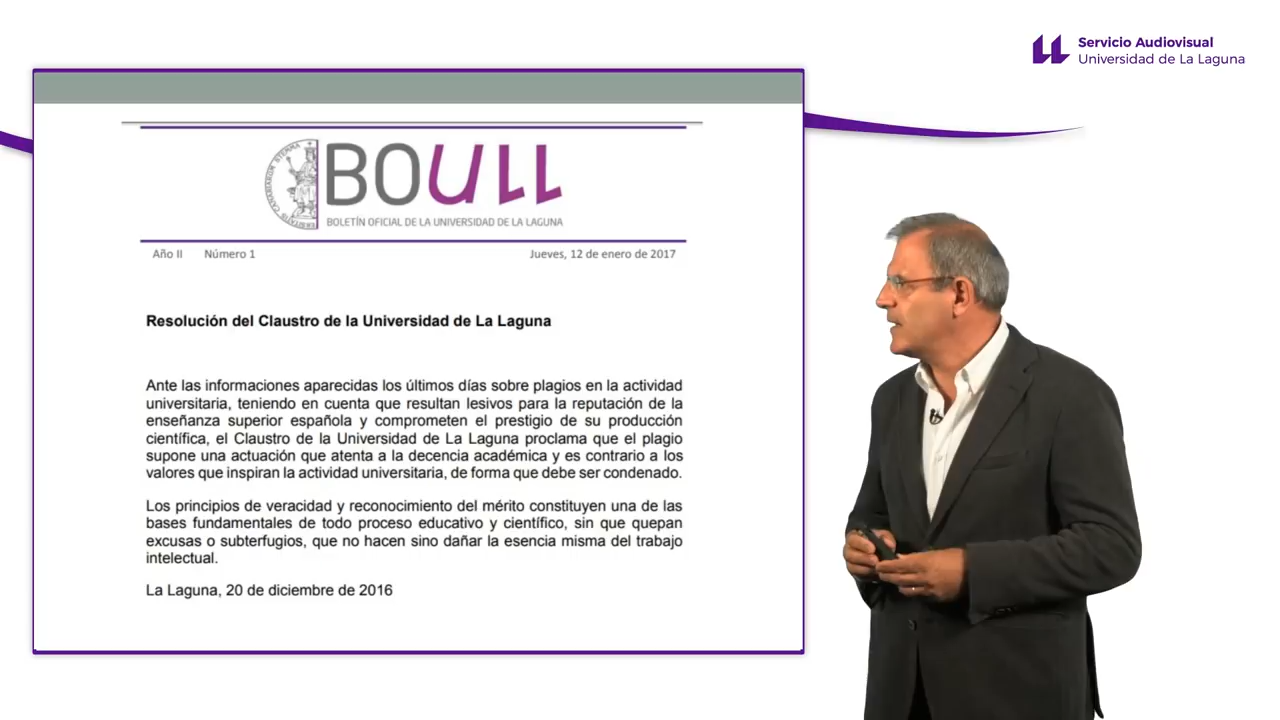 Servicio Audiovisual
Universidad de La Laguna
BOULL
BOLETÍN OFICIAL DE LA UNIVERSIDAD DE LA LAGUNA
Año II Número 1 Jueves, 12 de enero de 2017
Resolución del Claustro de la Universidad de La Laguna
Ante las informaciones aparecidas los últimos días sobre plagios en la actividad
universitaria, teniendo en cuenta que resultan lesivos para la reputación de la
enseñanza superior española y comprometen el prestigio de su producción
científica, el Claustro de la Universidad de La Laguna proclama que el plagio
supone una actuación que atenta a la decencia académica y es contrario a los
valores que inspiran la actividad universitaria, de forma que debe ser condenado.
Los principios de veracidad y reconocimiento del mérito constituyen una de las
bases fundamentales de todo proceso educativo y científico, sin que quepan
excusas o subterfugios, que no hacen sino dañar la esencia misma del trabajo
intelectual.
La Laguna, 20 de diciembre de 2016